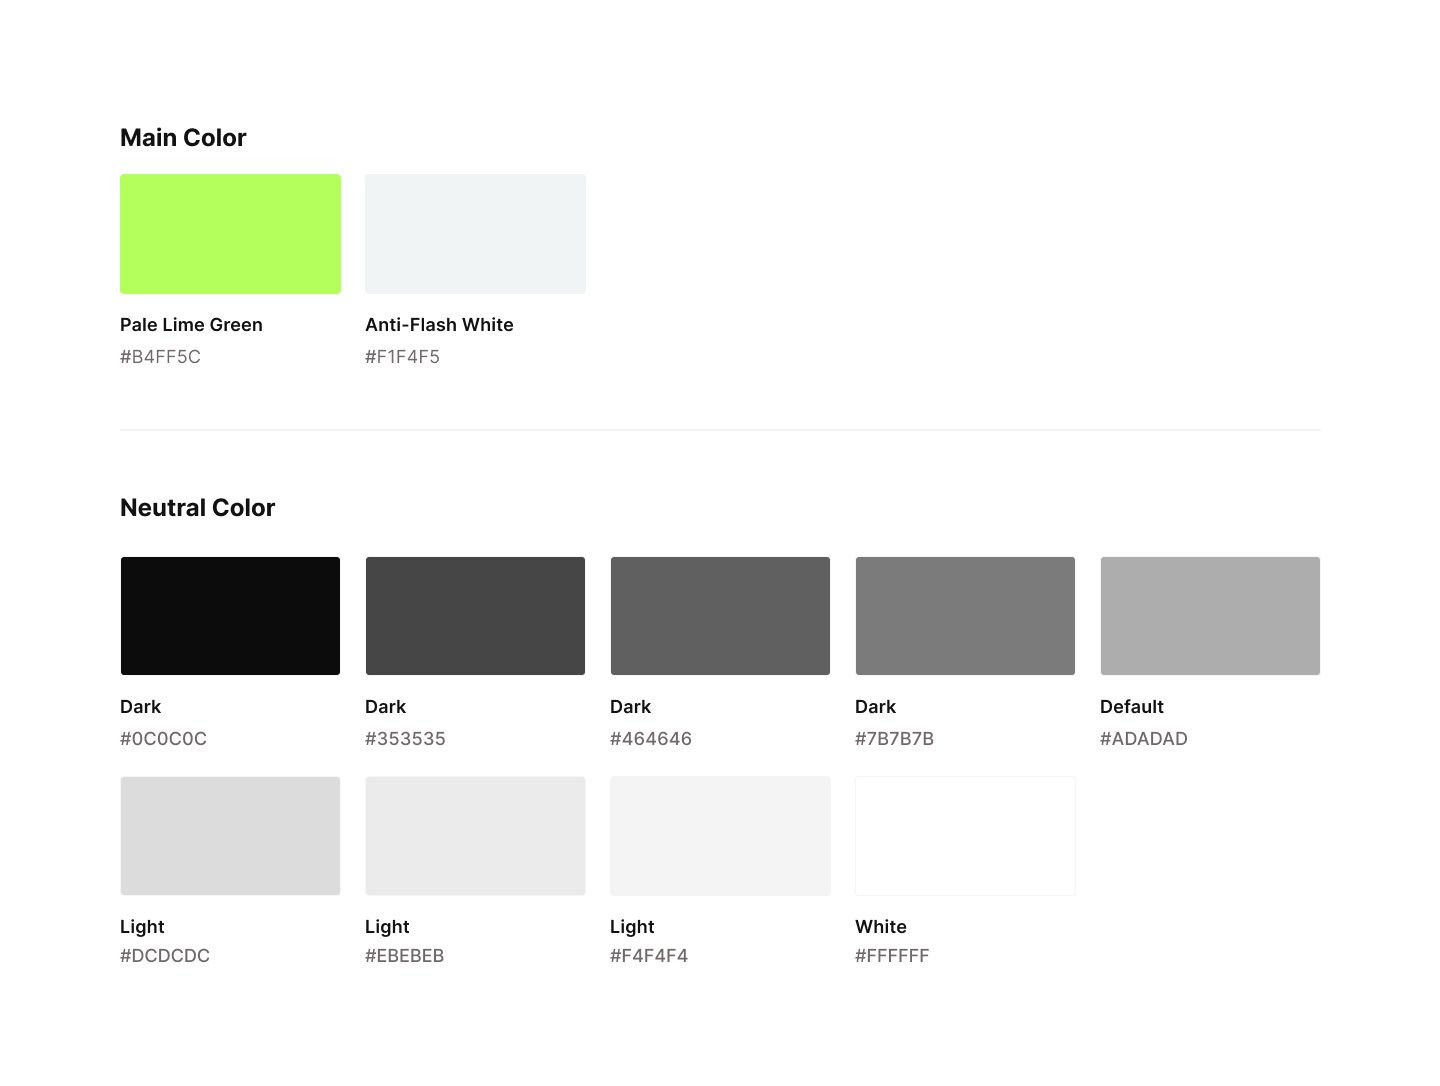 Main Color
Pale Lime Green
Anti-Flash White
#B4FF5C
#F1F4F5
Neutral Color
Dark
Dark
Dark
Dark
Default
#0C0C0C
#353535
#464646
#7B7B7B
#ADADAD
Light
Light
Light
White
#DCDCDC
#EBEBEB
#F4F4F4
#FFFFFF